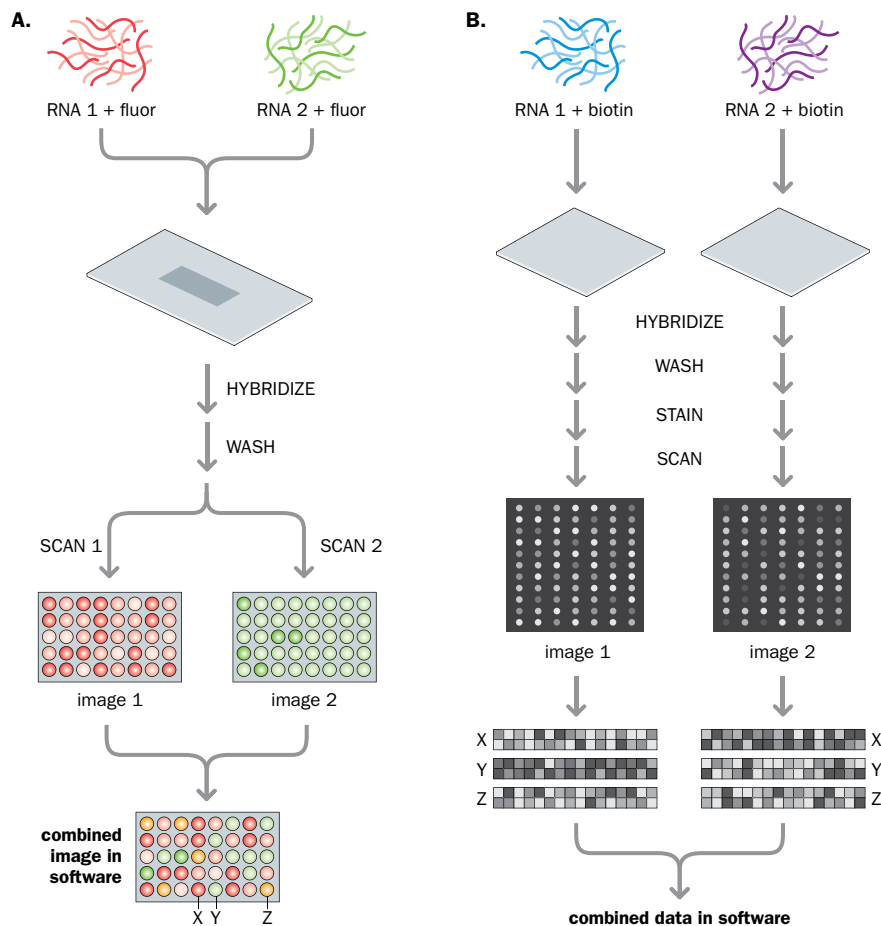 A.
RNA 1 + fluor
RNA 2 + fluor
HYBRIDIZE
WASH
SCAN 1
SCAN 2
image 1
image 2
combined
image in
software
X Y Z
B.
RNA 1 + biotin
RNA 2 + biotin
HYBRIDIZE
WASH
STAIN
SCAN
image 1
image 2
X X
Y Y
Z Z
combined data in software